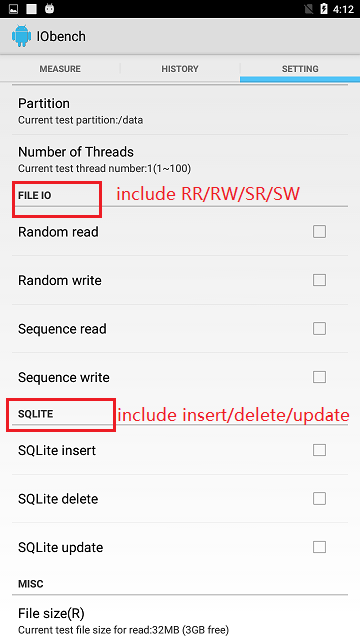 4:12
IObench
MEASURE HISTORY SETTING
Partition
Current test partition:/data
Number of Threads
Current test thread number:1(1~100)
FILE IO include RR/RW/SR/SW
Random read
Random write
Sequence read
Sequence write
SQLITE include insert/delete/update
SQLite insert
SQLite delete
SQLite update
MISC
File size(R)
Current test file size for read:32MB (3GB free)